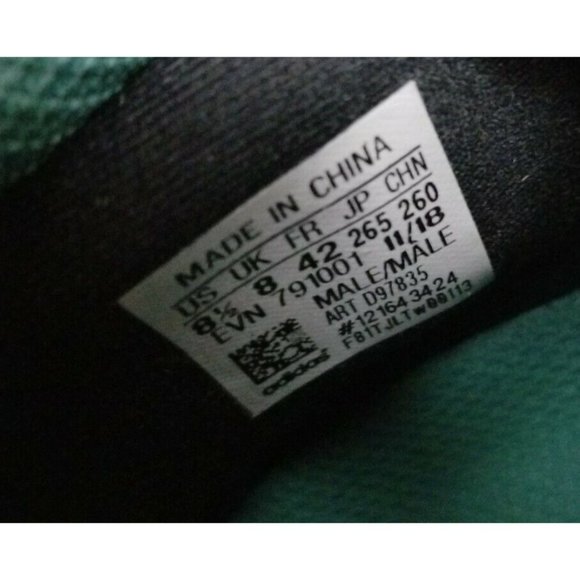 MADE IN CHINA
US UK FR JP CHN
8½ 8 42 265 260
EVN 791001 11/18
MALE/MALE
ART D97835
#121643424
F81TJLTW00113
adidas